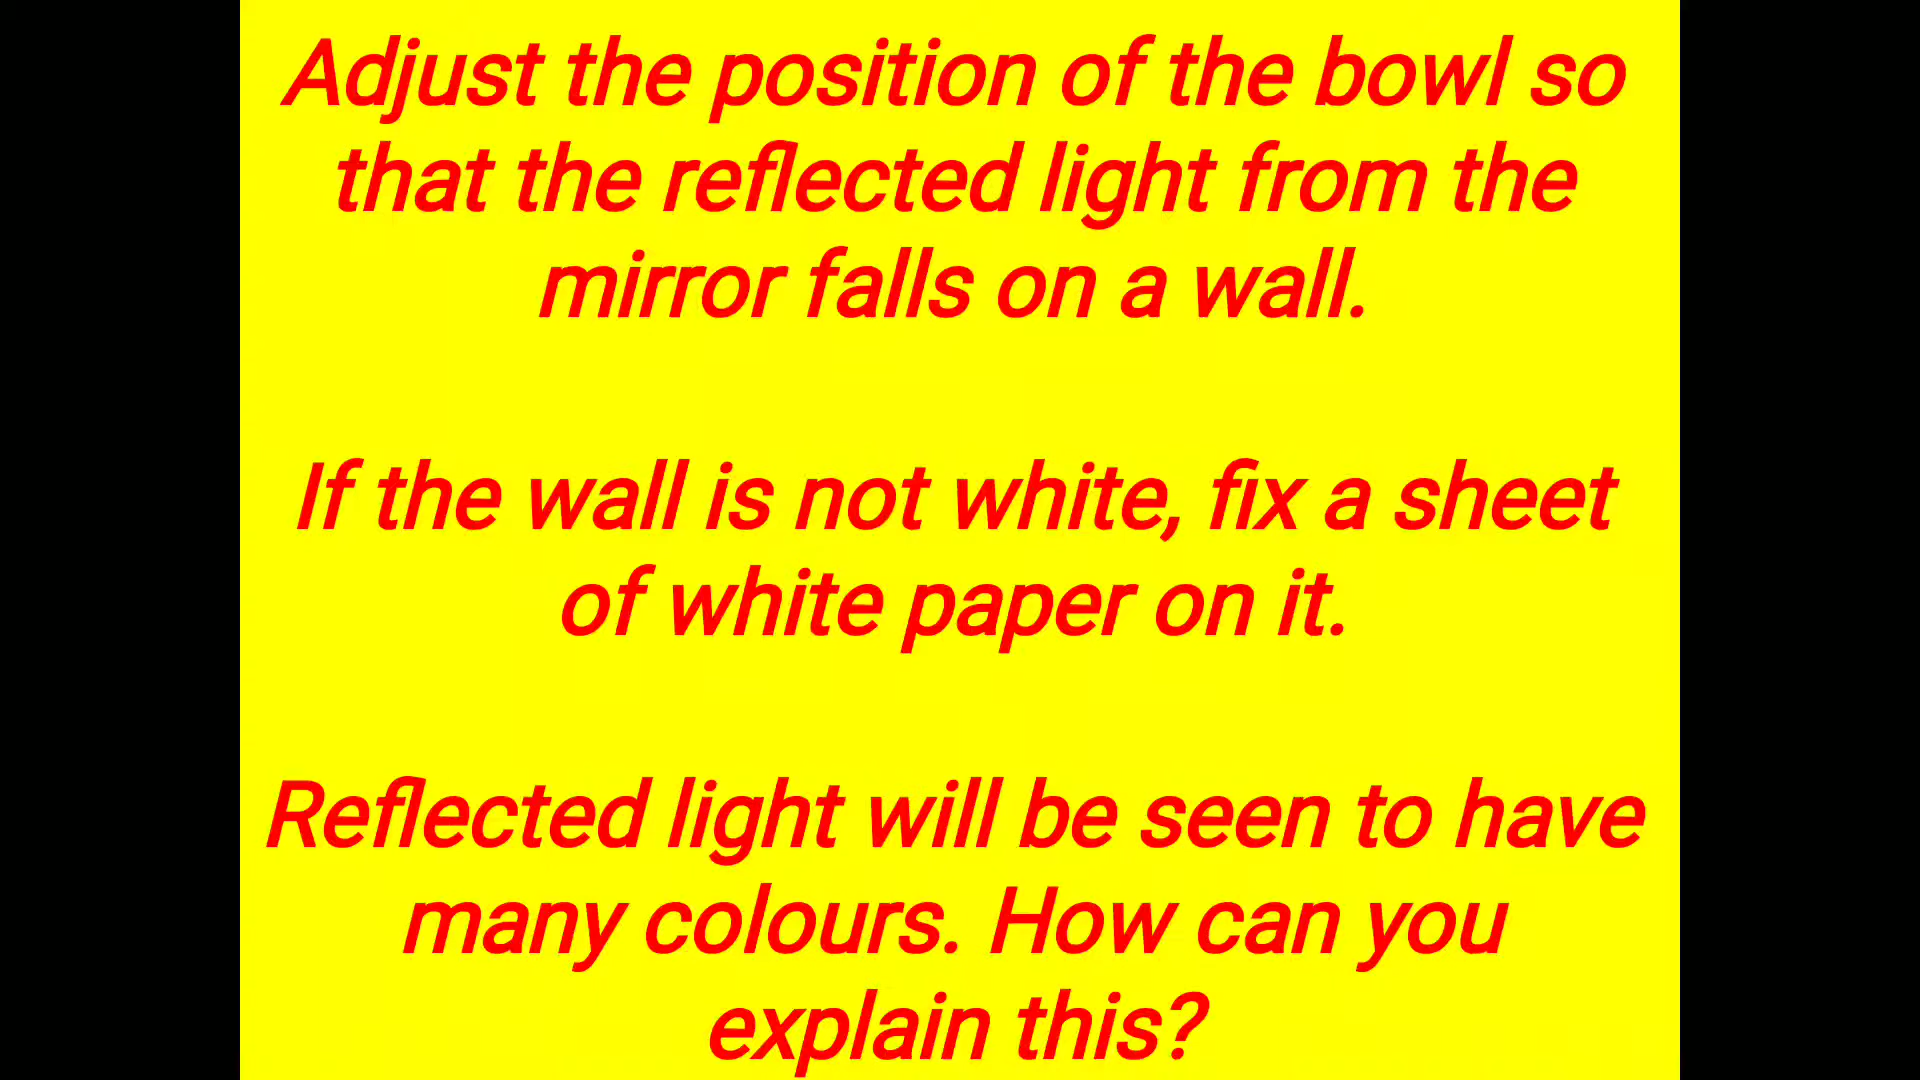 Adjust the position of the bowl so
that the reflected light from the
mirror falls on a wall.
If the wall is not white, fix a sheet
of white paper on it.
Reflected light will be seen to have
many colours. How can you
explain this?